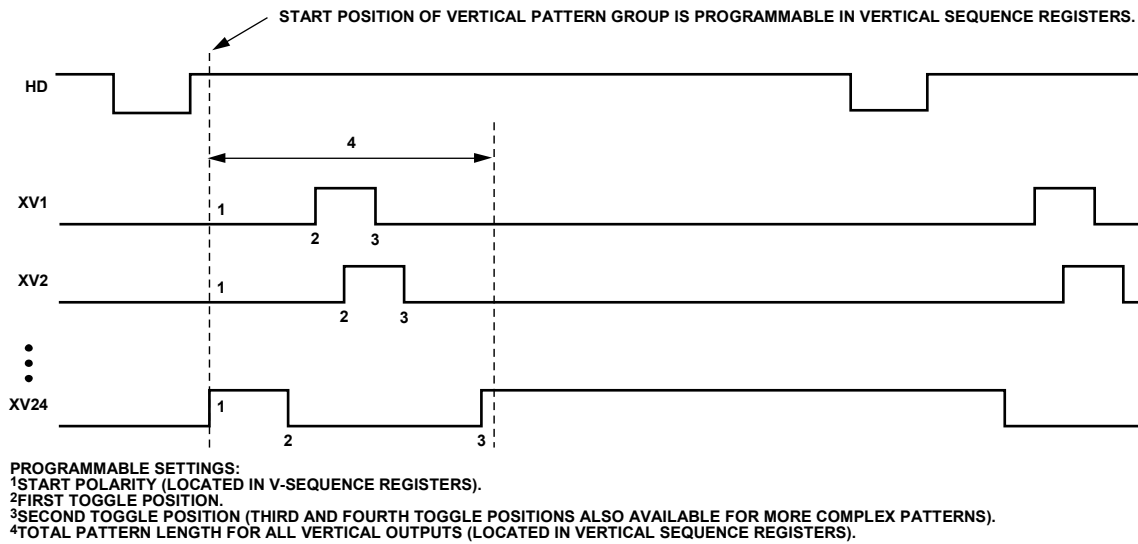 START POSITION OF VERTICAL PATTERN GROUP IS PROGRAMMABLE IN VERTICAL SEQUENCE REGISTERS.
HD
4
XV1
1
2 3
XV2
1
2 3
XV24
1
2 3
PROGRAMMABLE SETTINGS:
1START POLARITY (LOCATED IN V-SEQUENCE REGISTERS).
2FIRST TOGGLE POSITION.
3SECOND TOGGLE POSITION (THIRD AND FOURTH TOGGLE POSITIONS ALSO AVAILABLE FOR MORE COMPLEX PATTERNS).
4TOTAL PATTERN LENGTH FOR ALL VERTICAL OUTPUTS (LOCATED IN VERTICAL SEQUENCE REGISTERS).